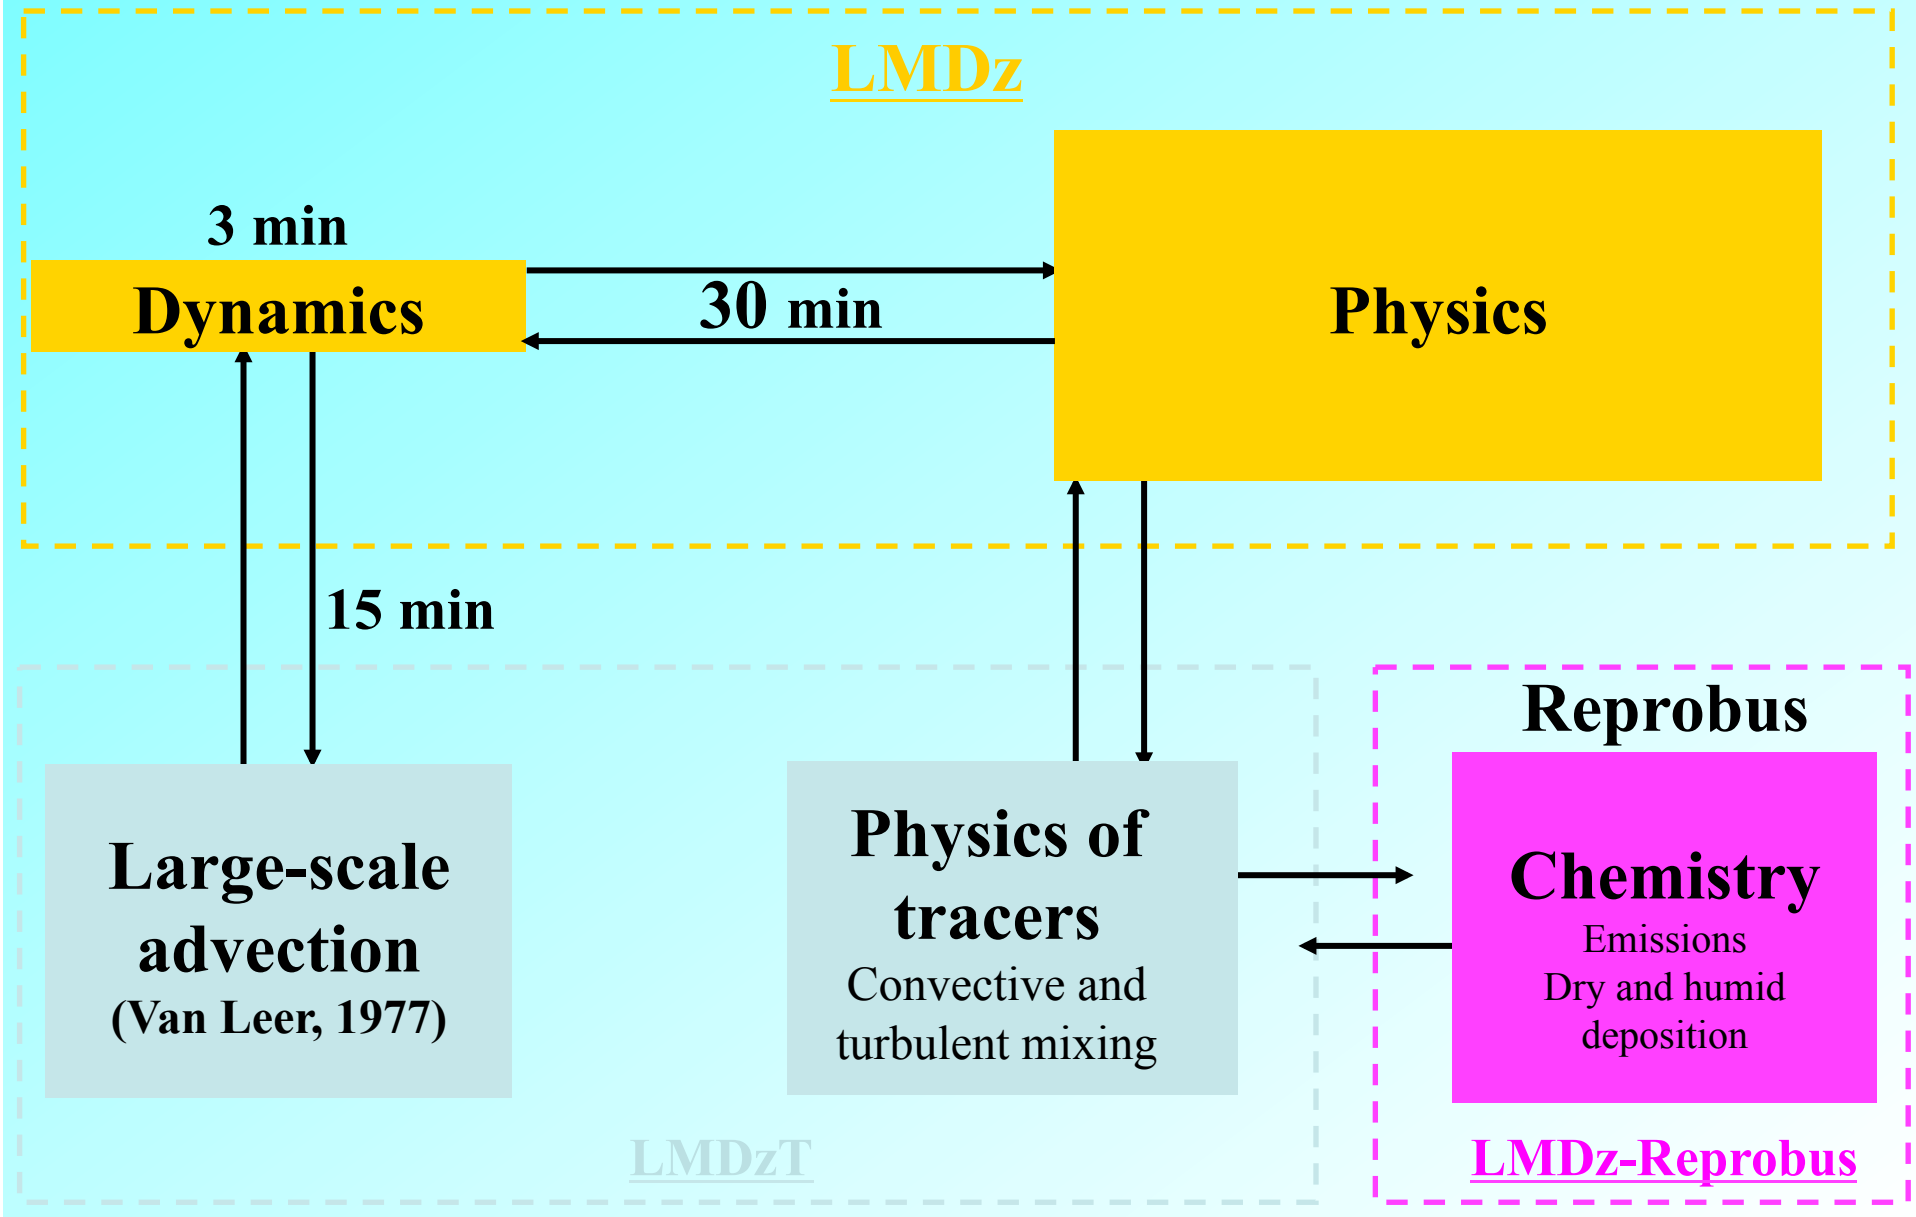 LMDz
3 min
Dynamics
30 min
Physics
15 min
Large-scale
advection
(Van Leer, 1977)
Physics of
tracers
Convective and
turbulent mixing
LMDzT
Reprobus
Chemistry
Emissions
Dry and humid
deposition
LMDz-Reprobus